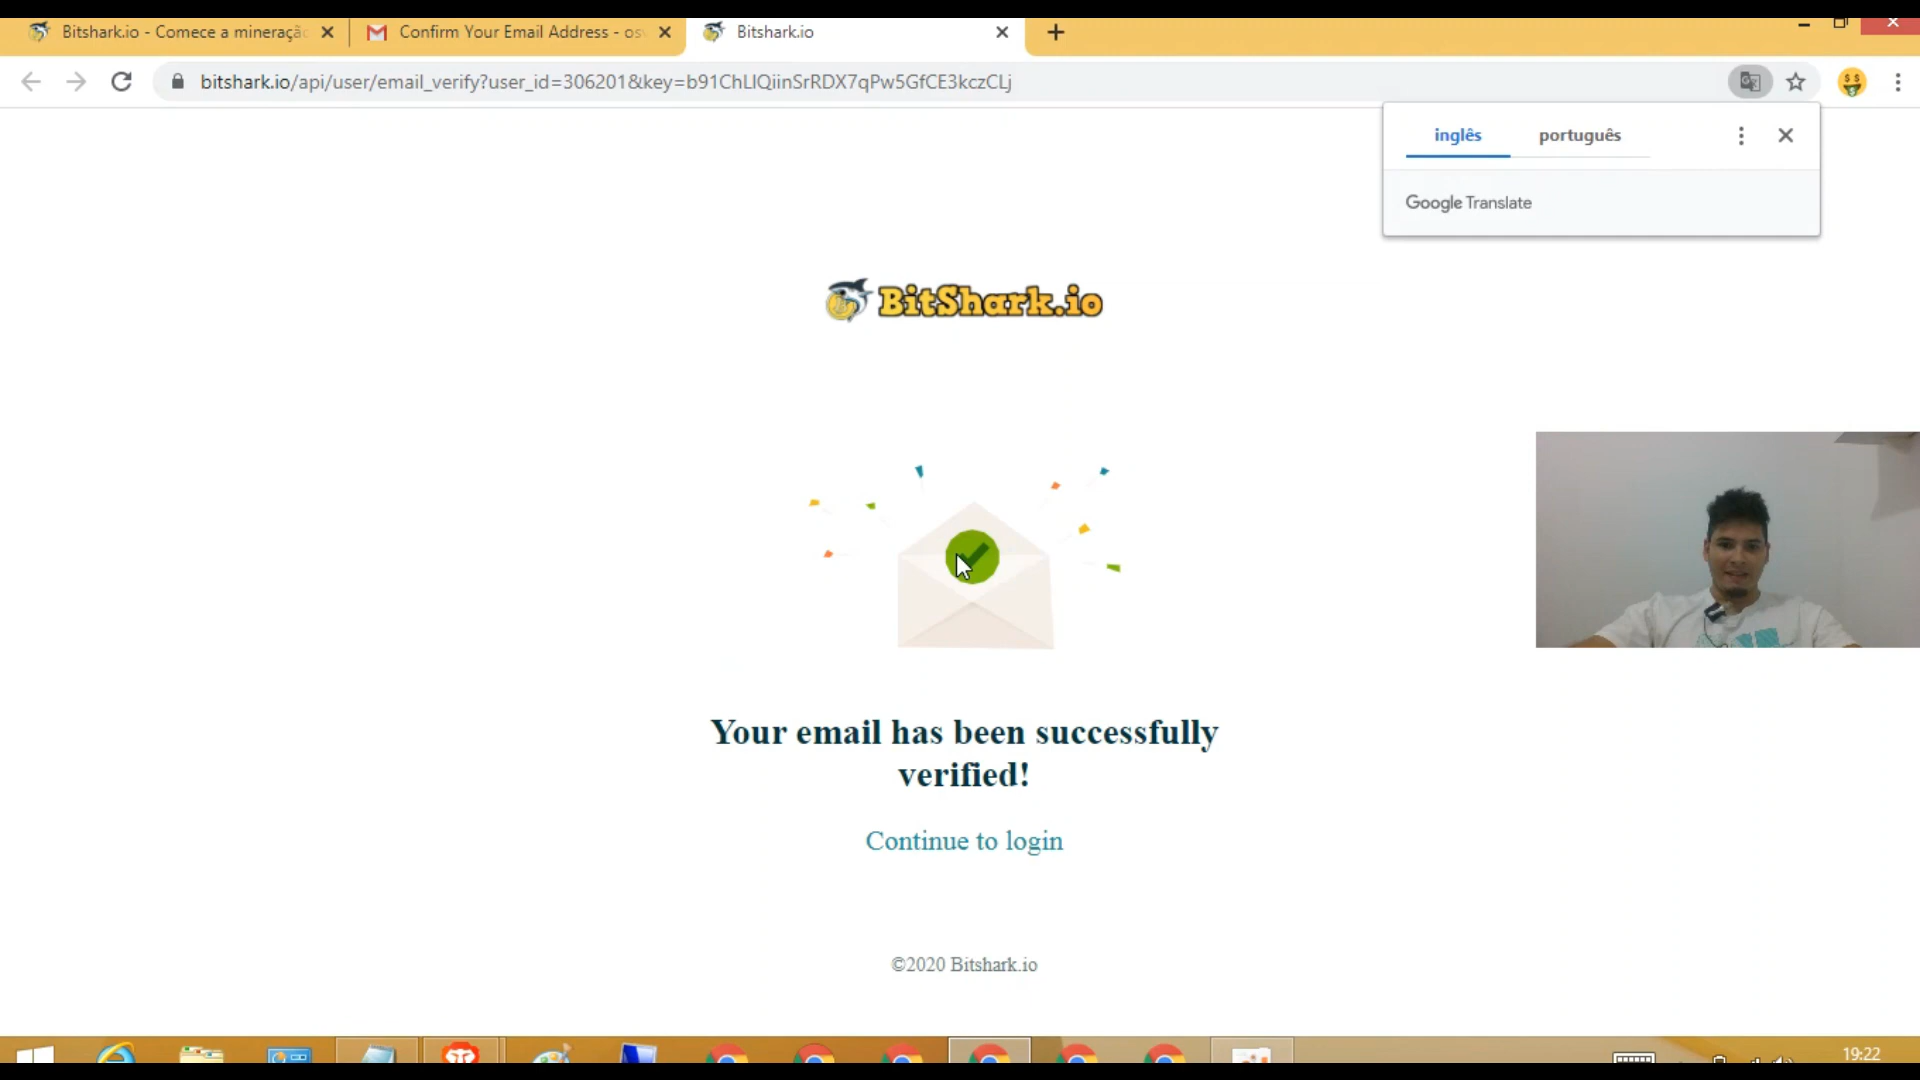 Bitshark.io - Comece a mineração
Confirm Your Email Address - os
Bitshark.io
bitshark.io/api/user/email_verify?user_id=306201&key=b91ChLIQiinSrRDX7qPw5GfCE3kczCLj
inglês português
Google Translate
BitShark.io
Your email has been successfully
verified!
Continue to login
©2020 Bitshark.io
19:22